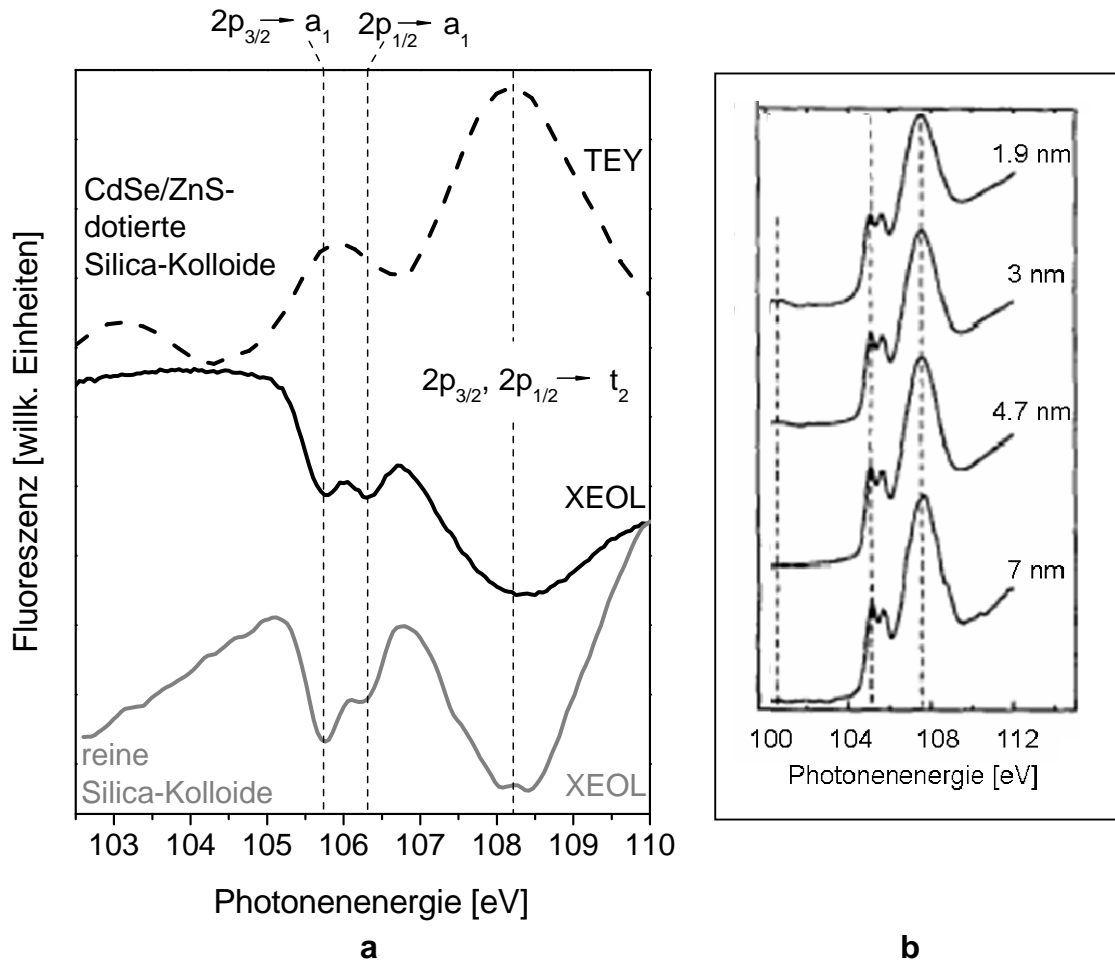 2p3/2 → a1
2p1/2 → a1
TEY
CdSe/ZnS-
dotierte
Silica-Kolloide
2p3/2, 2p1/2 → t2
XEOL
reine
Silica-Kolloide
XEOL
Fluoreszenz [willk. Einheiten]
103 104 105 106 107 108 109 110
Photonenenergie [eV]
a
1.9 nm
3 nm
4.7 nm
7 nm
100 104 108 112
Photonenenergie [eV]
b